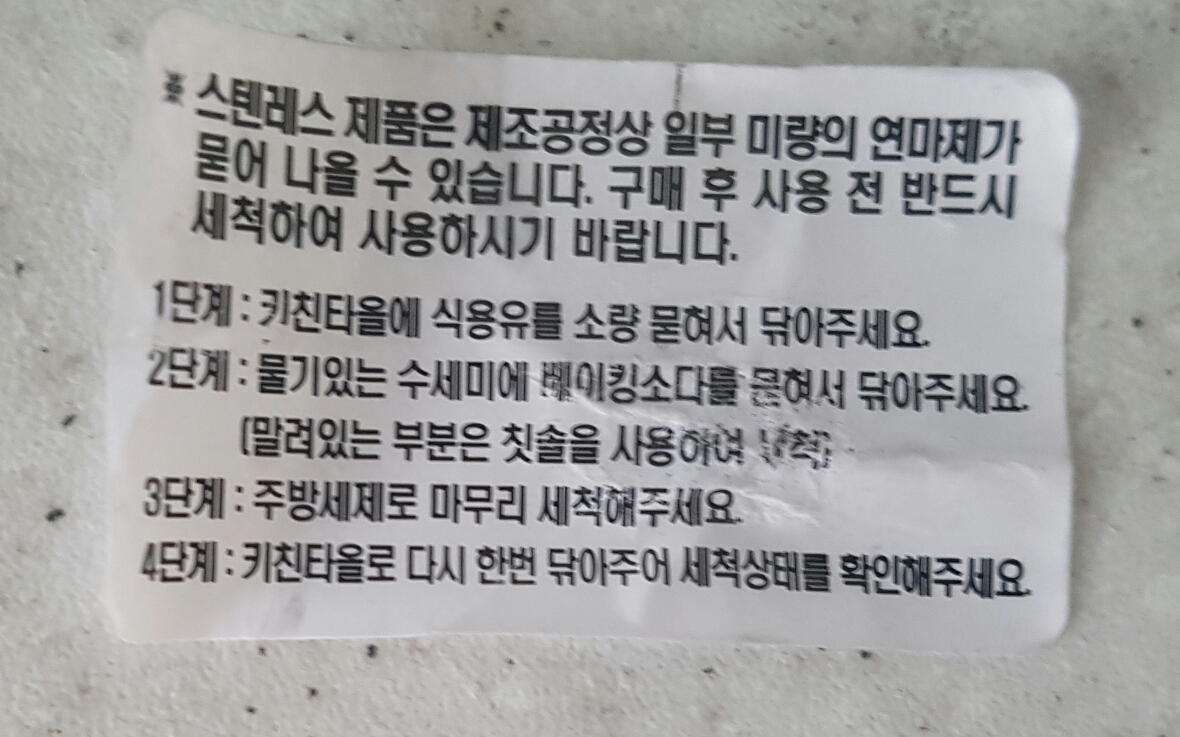 ※ 스텐레스 제품은 제조공정상 일부 미량의 연마제가
묻어 나올 수 있습니다. 구매 후 사용 전 반드시
세척하여 사용하시기 바랍니다.
1단계 : 키친타올에 식용유를 소량 묻혀서 닦아주세요.
2단계 : 물기있는 수세미에 베이킹소다를 묻혀서 닦아주세요.
(말려있는 부분은 칫솔을 사용하여 세척)
3단계 : 주방세제로 마무리 세척해주세요.
4단계 : 키친타올로 다시 한번 닦아주어 세척상태를 확인해주세요.